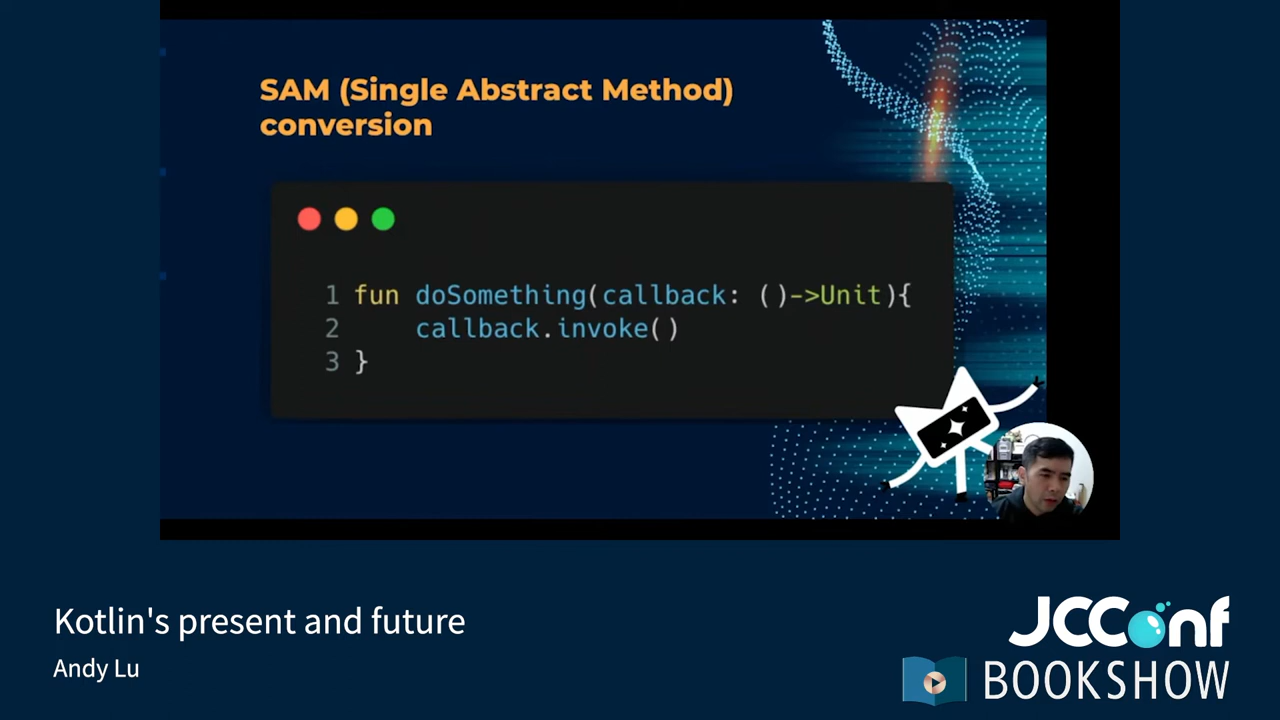 SAM (Single Abstract Method)
conversion
1 fun doSomething(callback: ()->Unit){
2     callback.invoke()
3 }
Kotlin's present and future
Andy Lu
JCConf
BOOKSHOW